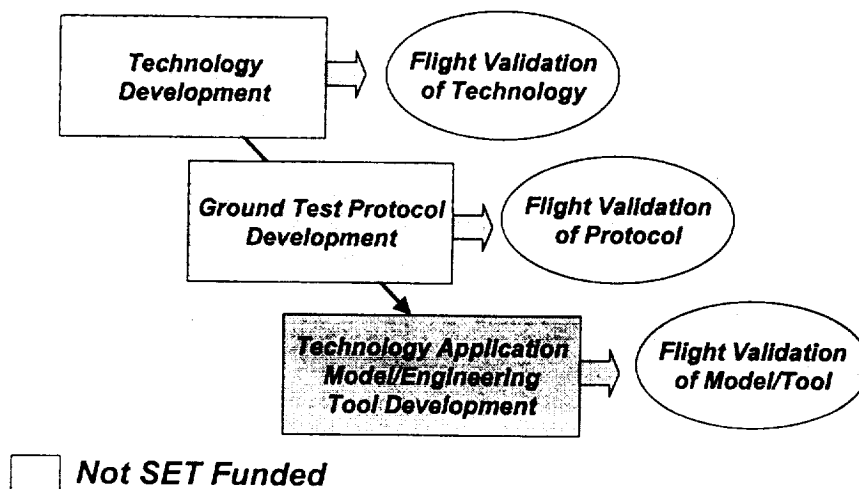 Technology
Development
Flight Validation
of Technology
Ground Test Protocol
Development
Flight Validation
of Protocol
Technology Application
Model/Engineering
Tool Development
Flight Validation
of Model/Tool
Not SET Funded